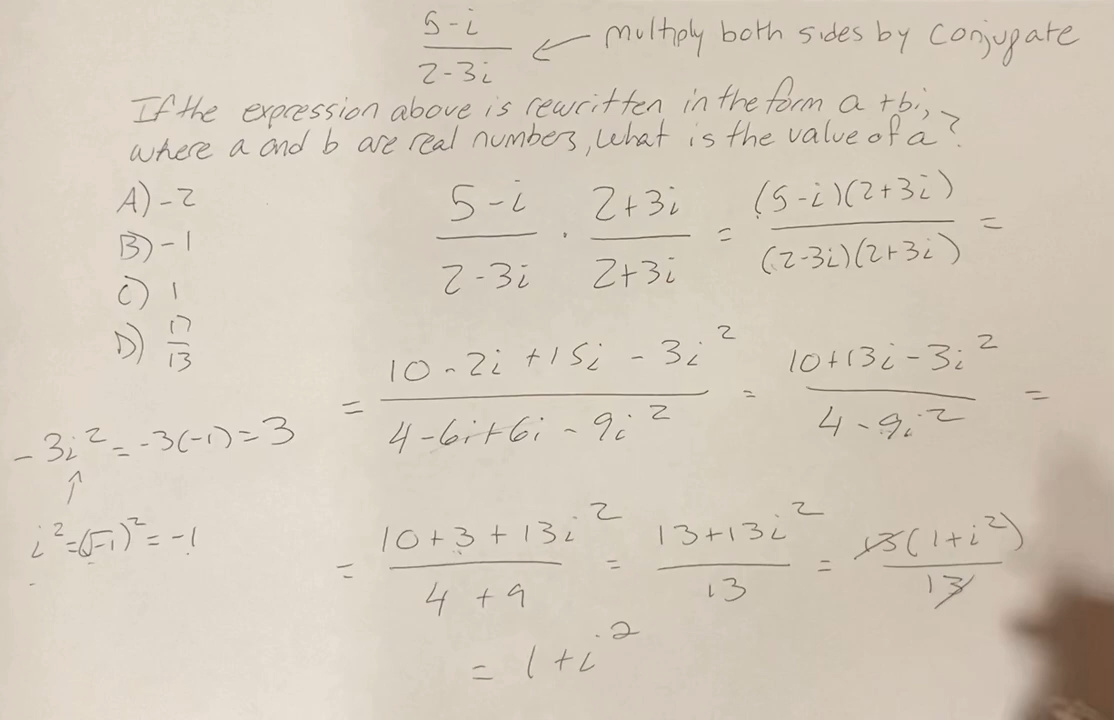 5-i
2-3i
← multiply both sides by conjugate
If the expression above is rewritten in the form a+bi,
where a and b are real numbers, what is the value of a?
A) -2
B) -1
C) 1
D) 17/13
5-i/2-3i · 2+3i/2+3i = (5-i)(2+3i)/(2-3i)(2+3i) =
= 10-2i+15i-3i²/4-6i+6i-9i² = 10+13i-3i²/4-9i² =
-3i² = -3(-1) = 3
↑
i² = (√-1)² = -1
= 10+3+13i²/4+9 = 13+13i²/13 = 13(1+i²)/13
= 1+i²